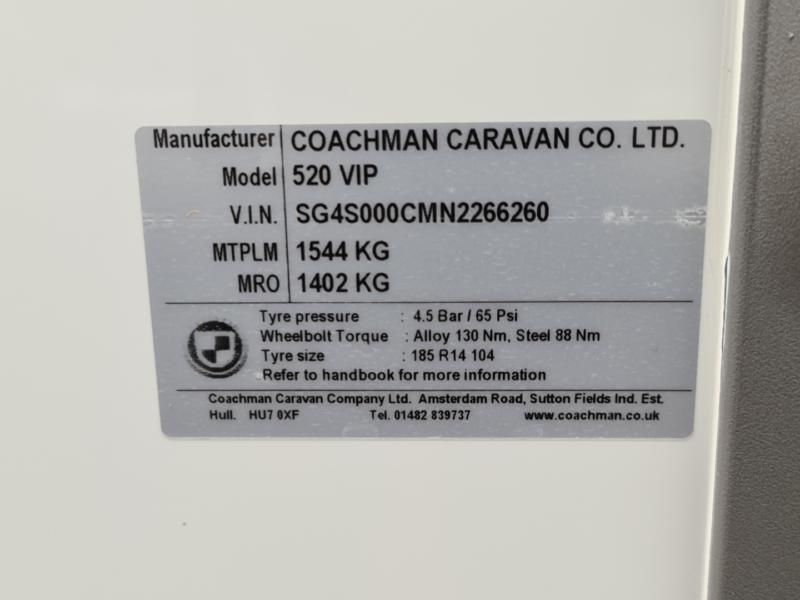 Manufacturer COACHMAN CARAVAN CO. LTD.
Model 520 VIP
V.I.N. SG4S000CMN2266260
MTPLM 1544 KG
MRO 1402 KG
Tyre pressure : 4.5 Bar / 65 Psi
Wheelbolt Torque : Alloy 130 Nm, Steel 88 Nm
Tyre size : 185 R14 104
Refer to handbook for more information
Coachman Caravan Company Ltd. Amsterdam Road, Sutton Fields Ind. Est.
Hull. HU7 0XF Tel. 01482 839737 www.coachman.co.uk